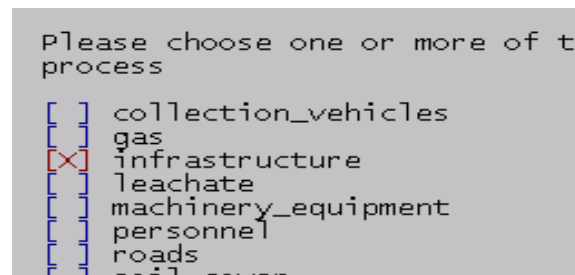 Please choose one or more of t
process
[ ] collection_vehicles
[ ] gas
[X] infrastructure
[ ] leachate
[ ] machinery_equipment
[ ] personnel
[ ] roads